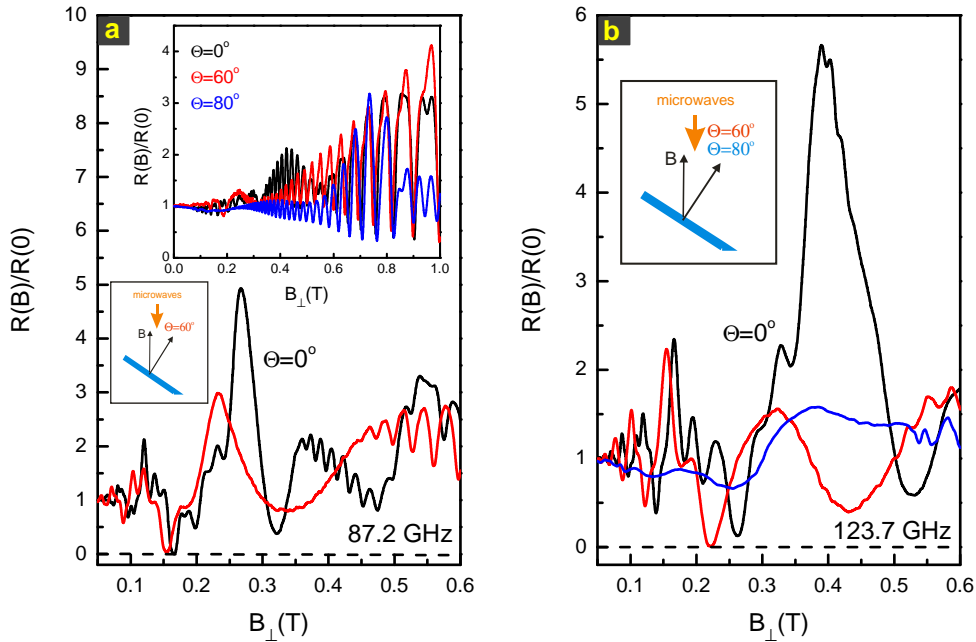 a
10
9
8
7
6
5
4
3
2
1
0
R(B)/R(0)
0.1
0.2
0.3
0.4
0.5
0.6
B⊥(T)
Θ=0°
Θ=60°
Θ=80°
4
3
2
1
0
R(B)/R(0)
0.0
0.2
0.4
0.6
0.8
1.0
B⊥(T)
microwaves
B
Θ=60°
Θ=0°
87.2 GHz
b
6
5
4
3
2
1
0
R(B)/R(0)
0.1
0.2
0.3
0.4
0.5
0.6
B⊥(T)
microwaves
Θ=60°
B
Θ=80°
Θ=0°
123.7 GHz